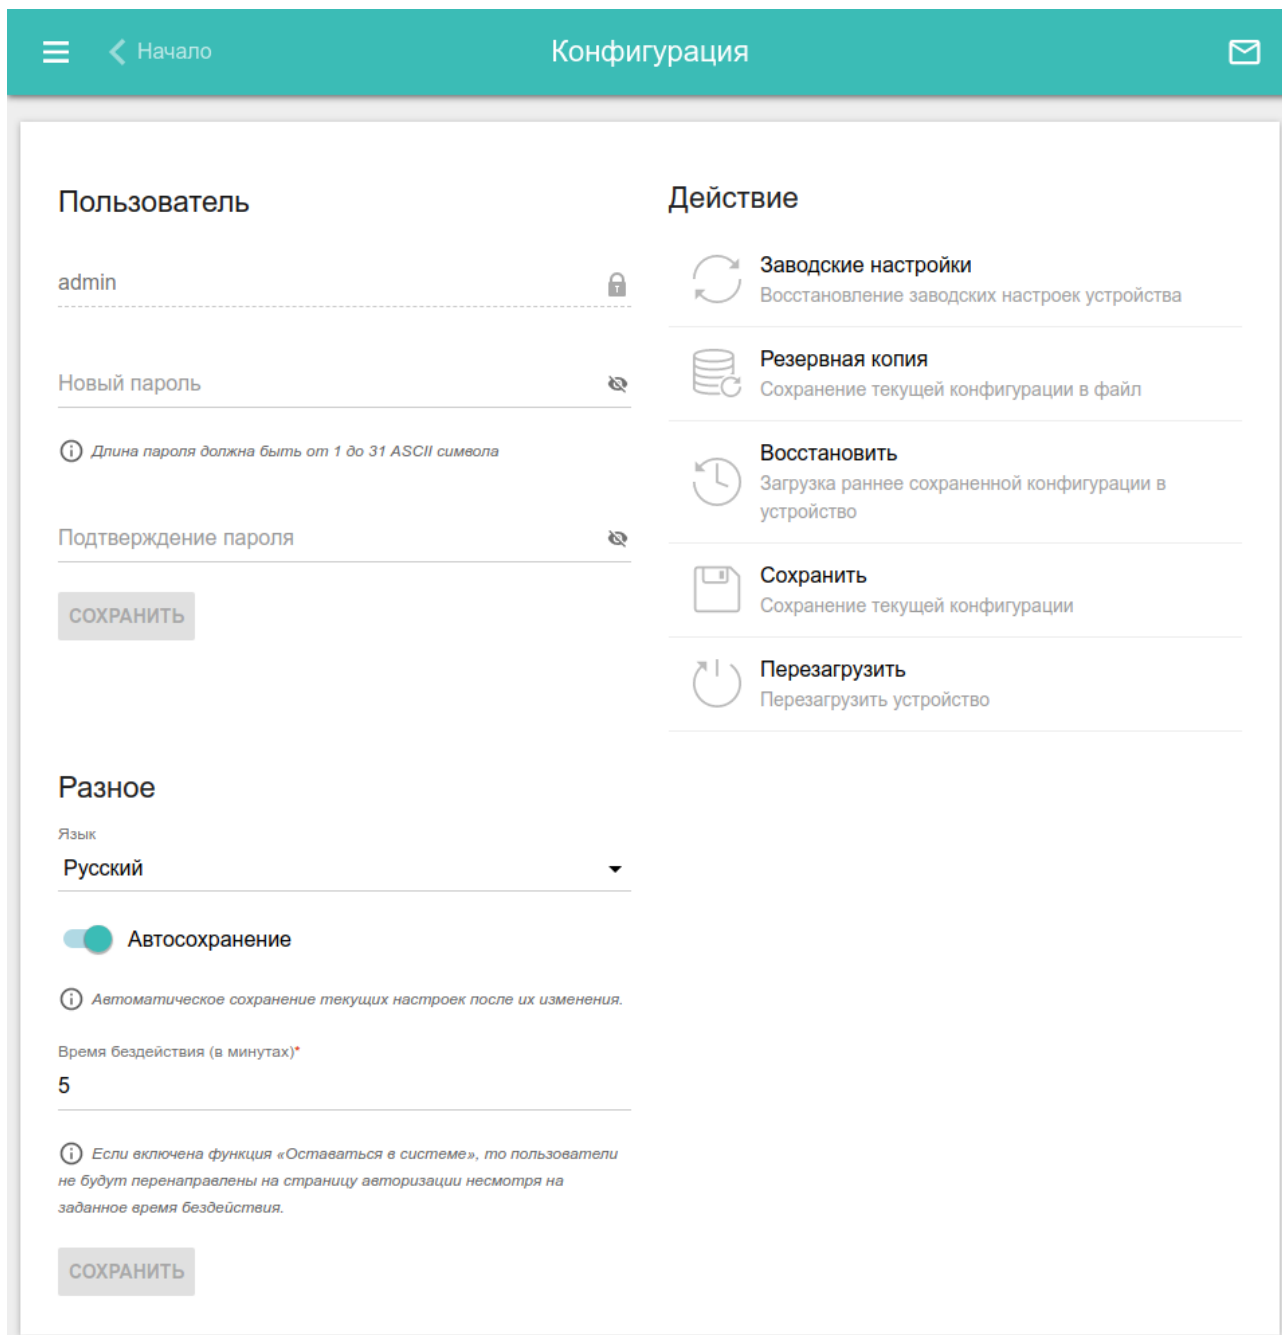 Начало
Конфигурация
Пользователь
admin
Новый пароль
Длина пароля должна быть от 1 до 31 ASCII символа
Подтверждение пароля
СОХРАНИТЬ
Действие
Заводские настройки
Восстановление заводских настроек устройства
Резервная копия
Сохранение текущей конфигурации в файл
Восстановить
Загрузка раннее сохраненной конфигурации в
устройство
Сохранить
Сохранение текущей конфигурации
Перезагрузить
Перезагрузить устройство
Разное
Язык
Русский
Автосохранение
Автоматическое сохранение текущих настроек после их изменения.
Время бездействия (в минутах)*
5
Если включена функция «Оставаться в системе», то пользователи
не будут перенаправлены на страницу авторизации несмотря на
заданное время бездействия.
СОХРАНИТЬ